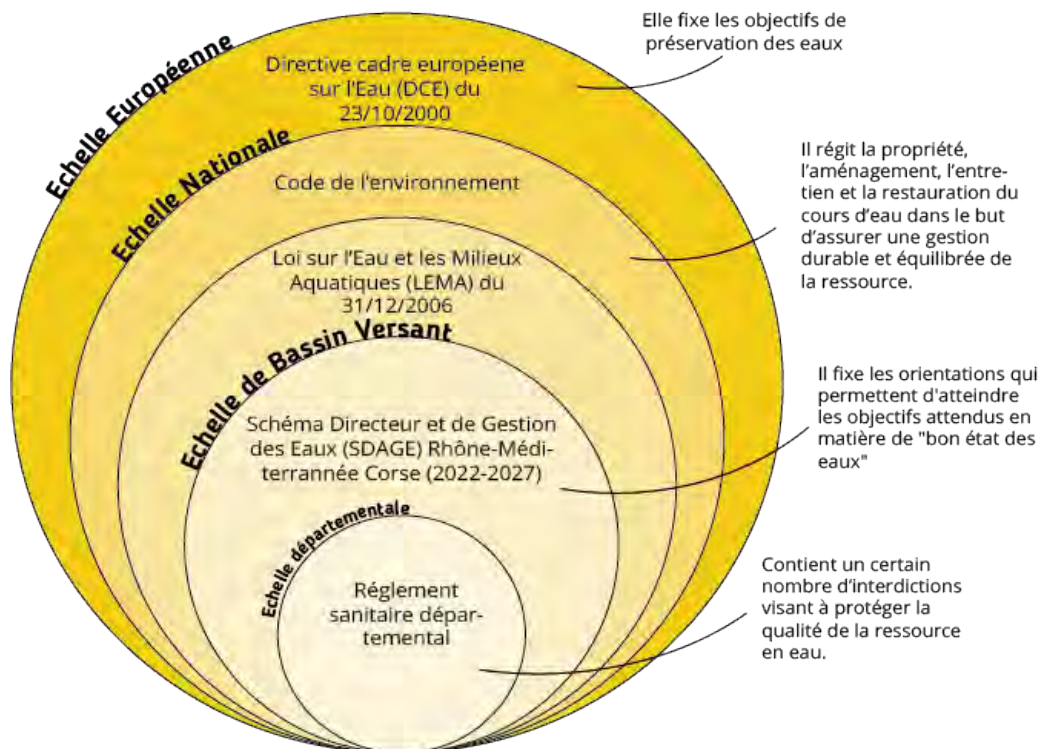 Elle fixe les objectifs de
préservation des eaux
Echelle Européenne
Directive cadre européene
sur l'Eau (DCE) du
23/10/2000
Echelle Nationale
Code de l'environnement
Il régit la propriété,
l'aménagement, l'entre-
tien et la restauration du
cours d'eau dans le but
d'assurer une gestion
durable et équilibrée de
la ressource.
Loi sur l'Eau et les Milieux
Aquatiques (LEMA) du
31/12/2006
Echelle de Bassin Versant
Schéma Directeur et de Gestion
des Eaux (SDAGE) Rhône-Médi-
terrannée Corse (2022-2027)
Il fixe les orientations qui
permettent d'atteindre
les objectifs attendus en
matière de "bon état des
eaux"
Echelle départementale
Réglement
sanitaire dépar-
temental
Contient un certain
nombre d'interdictions
visant à protéger la
qualité de la ressource
en eau.